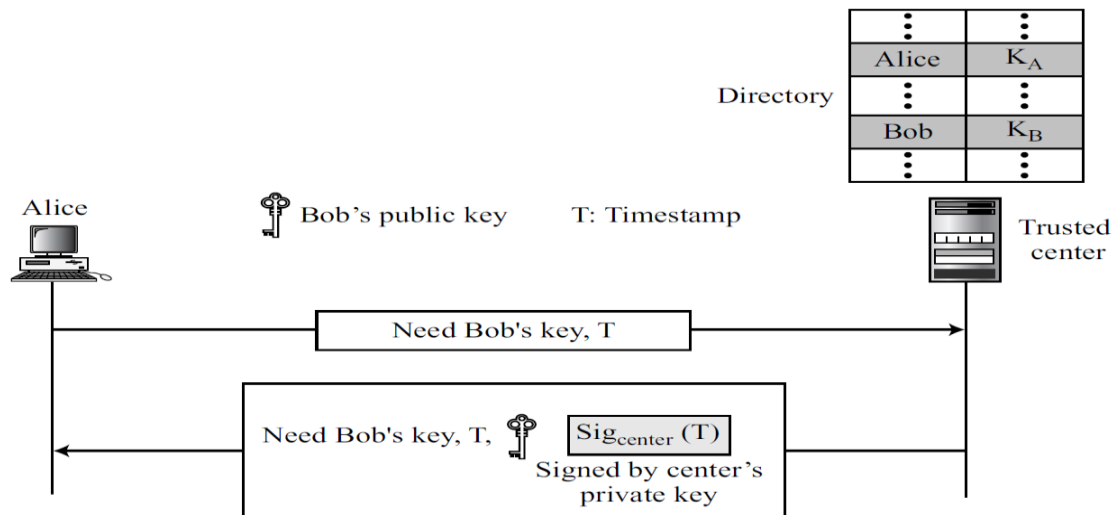 Directory
Alice K_A
Bob K_B
Alice
Bob’s public key
T: Timestamp
Trusted
center
Need Bob's key, T
Need Bob's key, T,
Sig_center (T)
Signed by center’s
private key